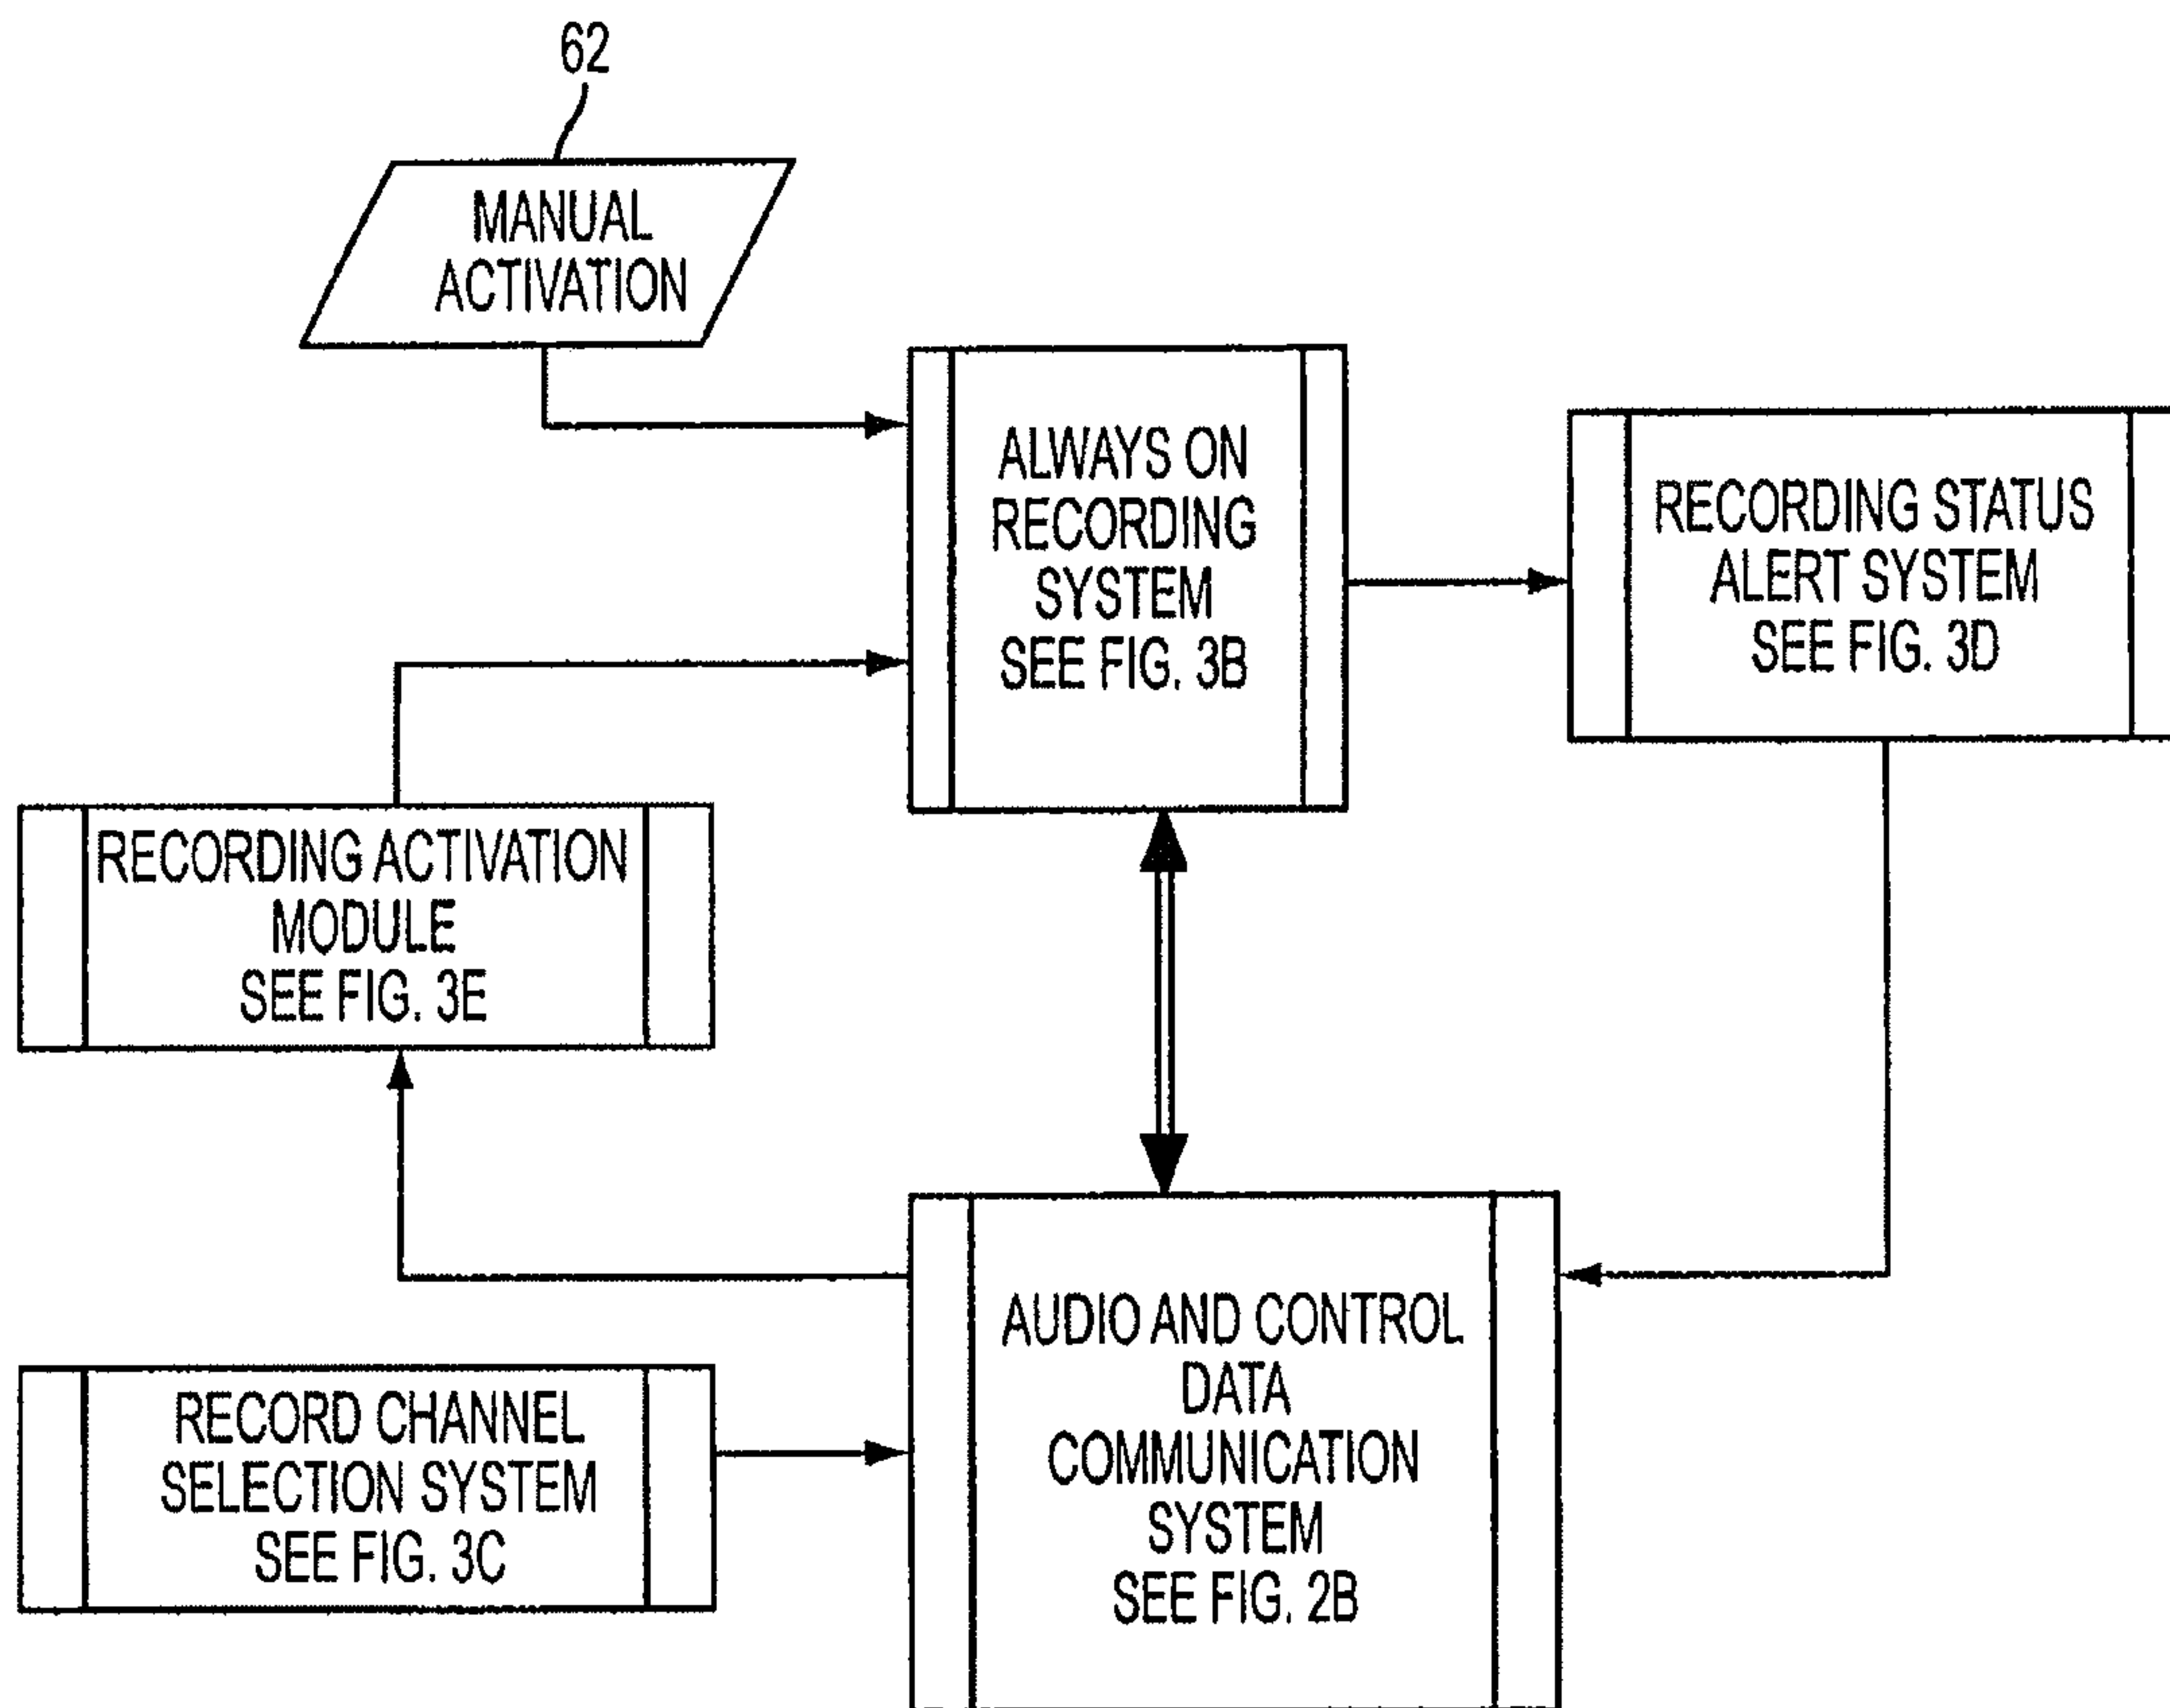 62
MANUAL
ACTIVATION
ALWAYS ON
RECORDING
SYSTEM
SEE FIG. 3B
RECORDING STATUS
ALERT SYSTEM
SEE FIG. 3D
RECORDING ACTIVATION
MODULE
SEE FIG. 3E
AUDIO AND CONTROL
DATA
COMMUNICATION
SYSTEM
SEE FIG. 2B
RECORD CHANNEL
SELECTION SYSTEM
SEE FIG. 3C